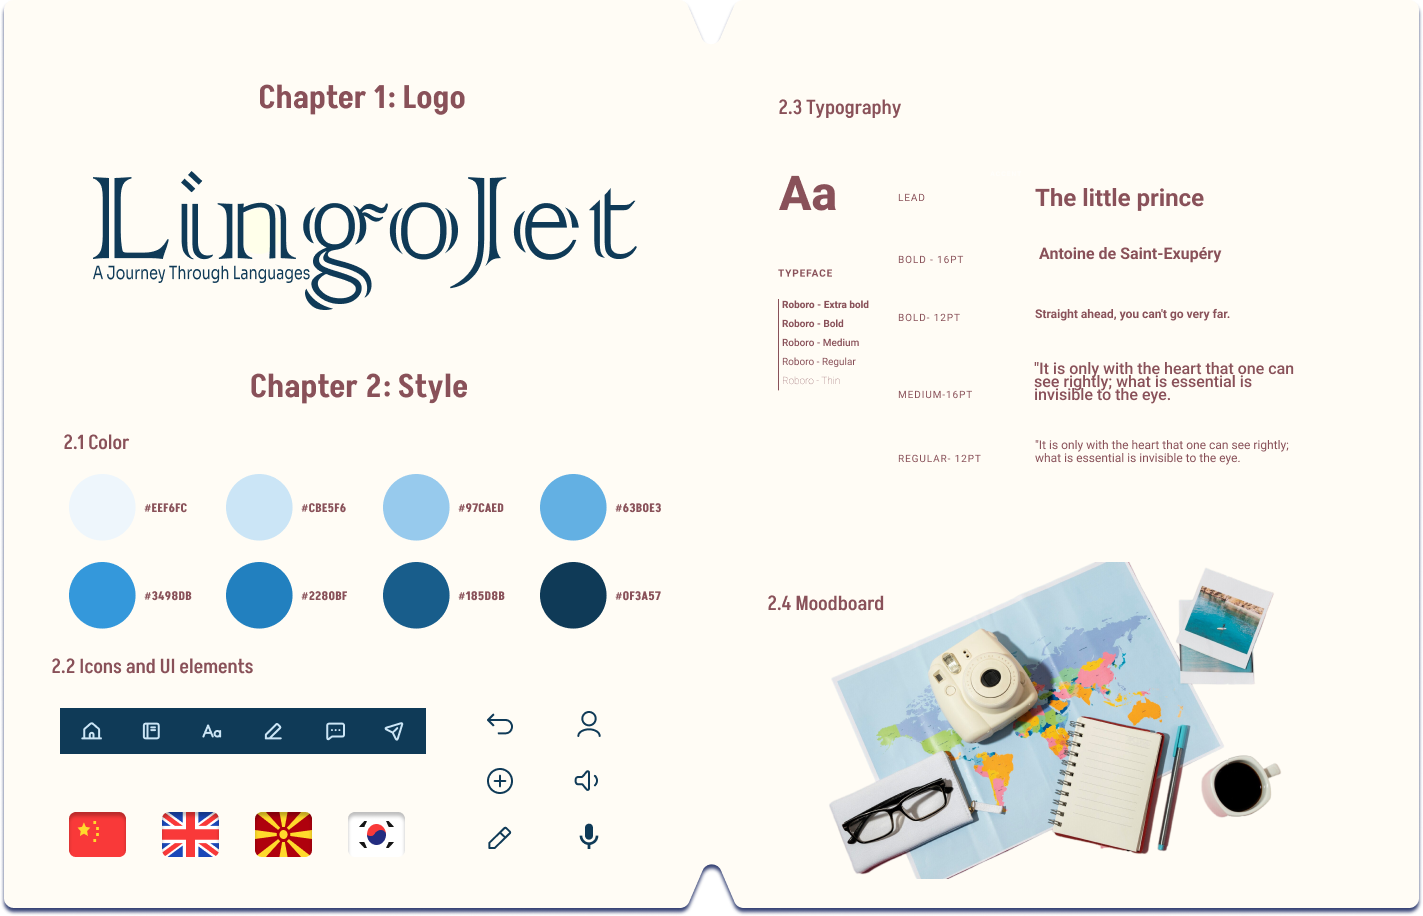 Chapter 1: Logo
LingoJet
A Journey Through Languages
Chapter 2: Style
2.1 Color
#EEF6FC
#CBE5F6
#97CAED
#63B0E3
#3498DB
#2280BF
#185D8B
#0F3A57
2.2 Icons and UI elements
Aa
2.3 Typography
Aa
TYPEFACE
Roboro - Extra bold
Roboro - Bold
Roboro - Medium
Roboro - Regular
Roboro - Thin
LEAD
The little prince
BOLD - 16PT
Antoine de Saint-Exupéry
BOLD- 12PT
Straight ahead, you can't go very far.
MEDIUM-16PT
"It is only with the heart that one can
see rightly; what is essential is
invisible to the eye.
REGULAR- 12PT
"It is only with the heart that one can see rightly;
what is essential is invisible to the eye.
2.4 Moodboard